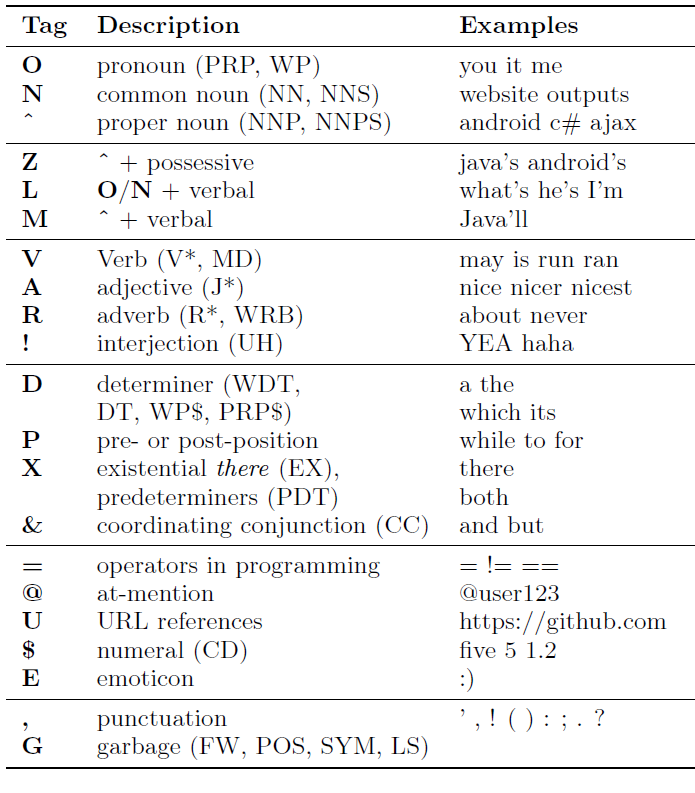 Tag Description Examples
O pronoun (PRP, WP) you it me
N common noun (NN, NNS) website outputs
ˆ proper noun (NNP, NNPS) android c# ajax
Z ˆ + possessive java's android's
L O/N + verbal what's he's I'm
M ˆ + verbal Java'll
V Verb (V*, MD) may is run ran
A adjective (J*) nice nicer nicest
R adverb (R*, WRB) about never
! interjection (UH) YEA haha
D determiner (WDT, a the
DT, WP$, PRP$) which its
P pre- or post-position while to for
X existential there (EX), there
predeterminers (PDT) both
& coordinating conjunction (CC) and but
= operators in programming = != ==
@ at-mention @user123
U URL references https://github.com
$ numeral (CD) five 5 1.2
E emoticon :)
, punctuation ' , ! ( ) : ; . ?
G garbage (FW, POS, SYM, LS)